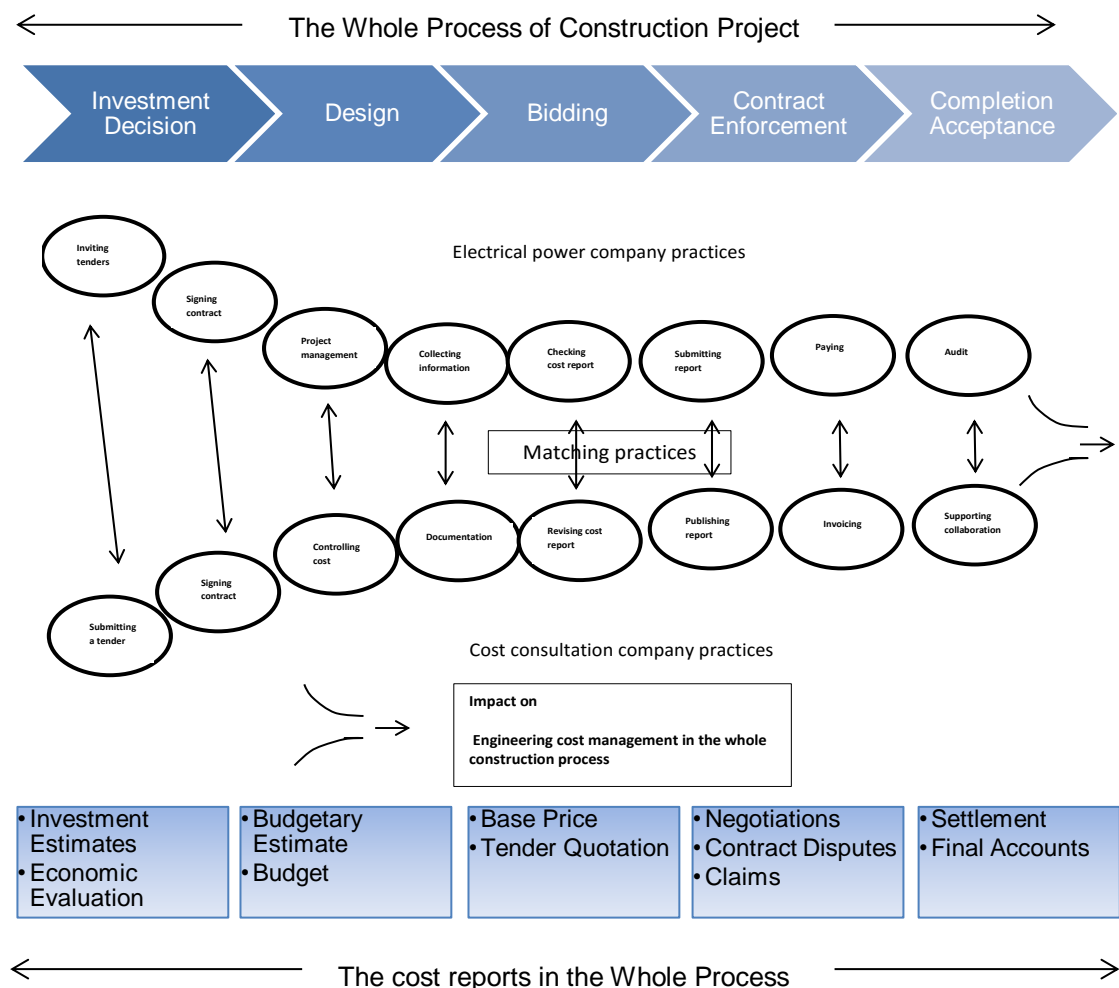 The Whole Process of Construction Project
Investment
Decision
Design
Bidding
Contract
Enforcement
Completion
Acceptance
Electrical power company practices
Inviting
tenders
Signing
contract
Project
management
Collecting
information
Checking
cost report
Submitting
report
Paying
Audit
Matching practices
Submitting
a tender
Signing
contract
Controlling
cost
Documentation
Revising cost
report
Publishing
report
Invoicing
Supporting
collaboration
Cost consultation company practices
Impact on
Engineering cost management in the whole
construction process
• Investment
Estimates
• Economic
Evaluation
• Budgetary
Estimate
• Budget
• Base Price
• Tender Quotation
• Negotiations
• Contract Disputes
• Claims
• Settlement
• Final Accounts
The cost reports in the Whole Process